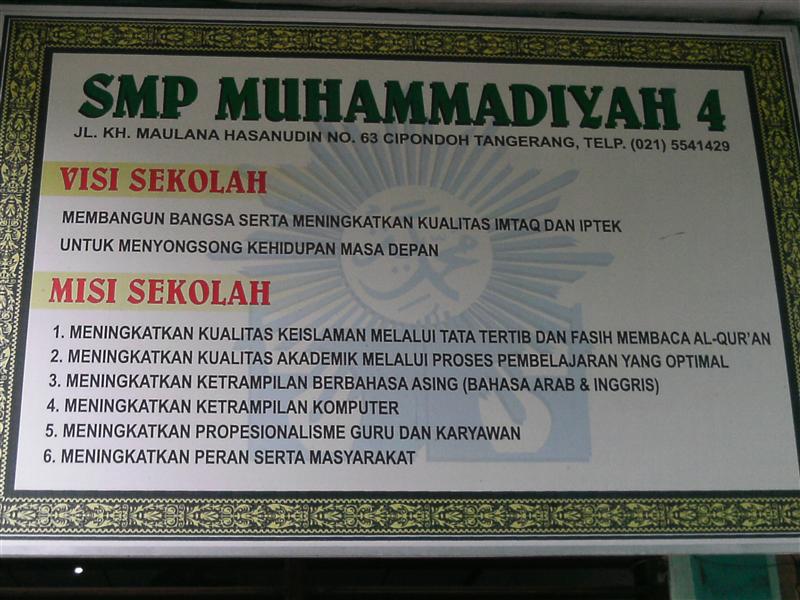 SMP MUHAMMADIYAH 4
JL. KH. MAULANA HASANUDIN NO. 63 CIPONDOH TANGERANG, TELP. (021) 5541429
VISI SEKOLAH
MEMBANGUN BANGSA SERTA MENINGKATKAN KUALITAS IMTAQ DAN IPTEK
UNTUK MENYONGSONG KEHIDUPAN MASA DEPAN
MISI SEKOLAH
1. MENINGKATKAN KUALITAS KEISLAMAN MELALUI TATA TERTIB DAN FASIH MEMBACA AL-QUR'AN
2. MENINGKATKAN KUALITAS AKADEMIK MELALUI PROSES PEMBELAJARAN YANG OPTIMAL
3. MENINGKATKAN KETRAMPILAN BERBAHASA ASING (BAHASA ARAB & INGGRIS)
4. MENINGKATKAN KETRAMPILAN KOMPUTER
5. MENINGKATKAN PROPESIONALISME GURU DAN KARYAWAN
6. MENINGKATKAN PERAN SERTA MASYARAKAT